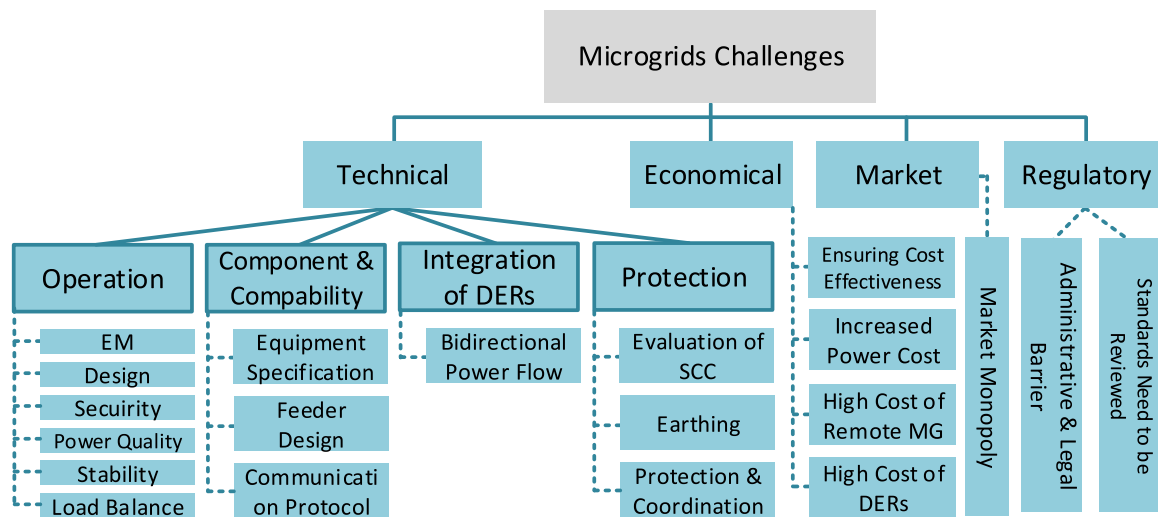 Microgrids Challenges
Technical
Economical
Market
Regulatory
Operation
EM
Design
Secuirity
Power Quality
Stability
Load Balance
Component &
Compability
Equipment
Specification
Feeder
Design
Communicati
on Protocol
Integration
of DERs
Bidirectional
Power Flow
Protection
Evaluation of
SCC
Earthing
Protection &
Coordination
Ensuring Cost
Effectiveness
Increased
Power Cost
High Cost of
Remote MG
High Cost of
DERs
Market Monopoly
Administrative & Legal
Barrier
Standards Need to be
Reviewed